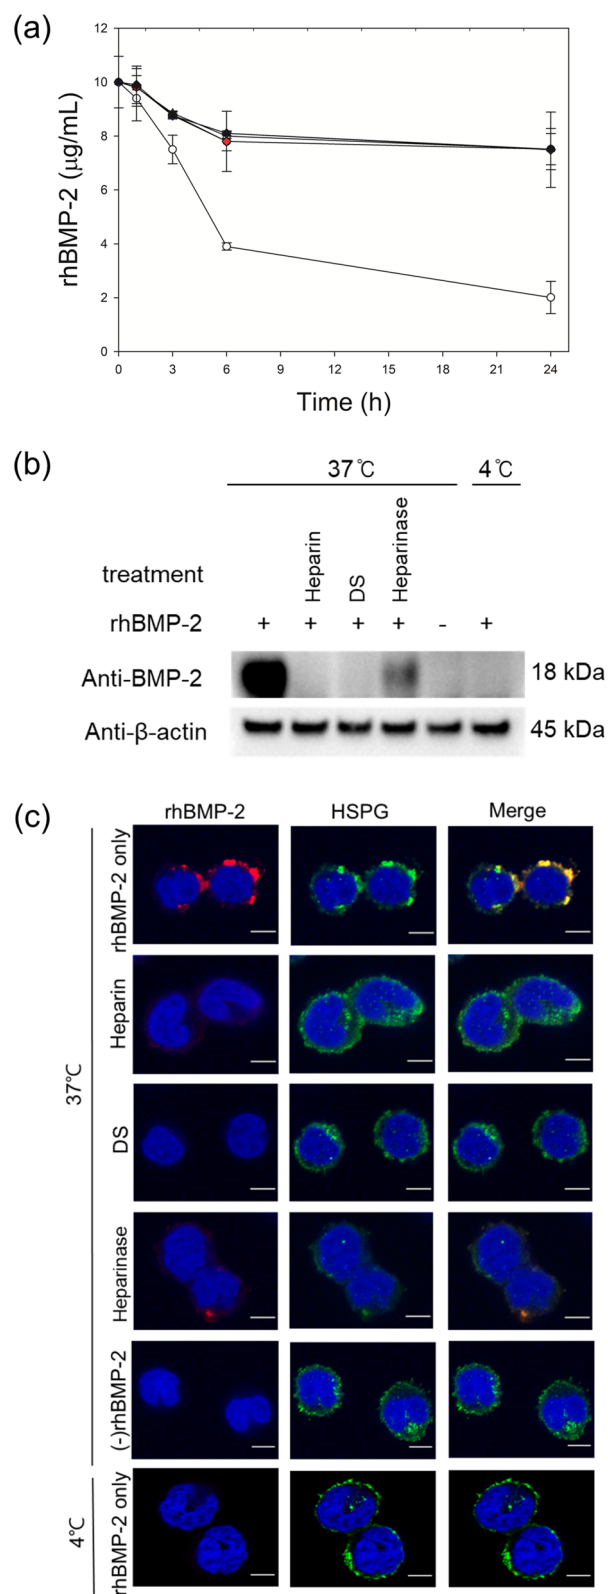 (a)
12
10
8
6
4
2
0
rhBMP-2 (μg/mL)
0 3 6 9 12 15 18 21 24
Time (h)
(b)
37℃ 4℃
treatment Heparin DS Heparinase
rhBMP-2 + + + + - +
Anti-BMP-2 18 kDa
Anti-β-actin 45 kDa
(c)
rhBMP-2 HSPG Merge
37℃
rhBMP-2 only
Heparin
DS
Heparinase
(-)rhBMP-2
4℃
rhBMP-2 only